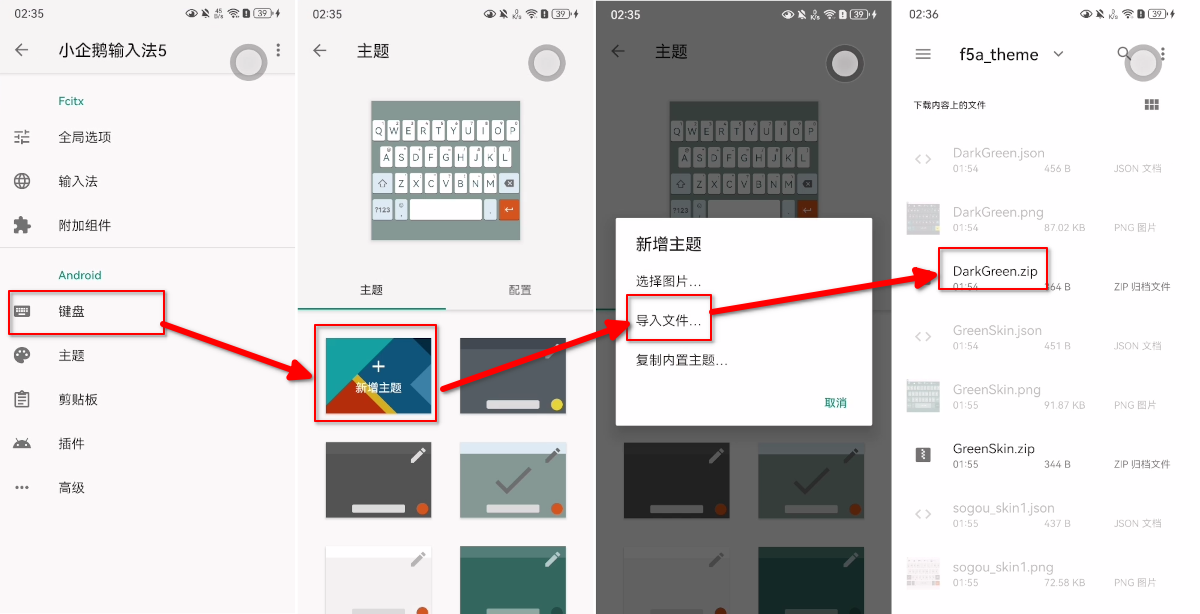 02:35
45 B/s
39
小企鹅输入法5
Fcitx
全局选项
输入法
附加组件
Android
键盘
主题
剪贴板
插件
高级
02:35
39
主题
Q W E R T Y U I O P
A S D F G H J K L
Z X C V B N M
?123
主题
配置
新增主题
02:35
39
主题
Q W E R T Y U I O P
A S D F G H J K L
Z X C V B N M
?123
新增主题
选择图片...
导入文件...
复制内置主题...
取消
02:36
39
f5a_theme
下载内容上的文件
DarkGreen.json
01:54 456 B JSON 文档
DarkGreen.png
01:54 87.02 KB PNG 图片
DarkGreen.zip
01:54 364 B ZIP 归档文件
GreenSkin.json
01:54 451 B JSON 文档
GreenSkin.png
01:55 91.87 KB PNG 图片
GreenSkin.zip
01:55 344 B ZIP 归档文件
sogou_skin1.json
01:55 437 B JSON 文档
sogou_skin1.png
01:55 72.58 KB PNG 图片